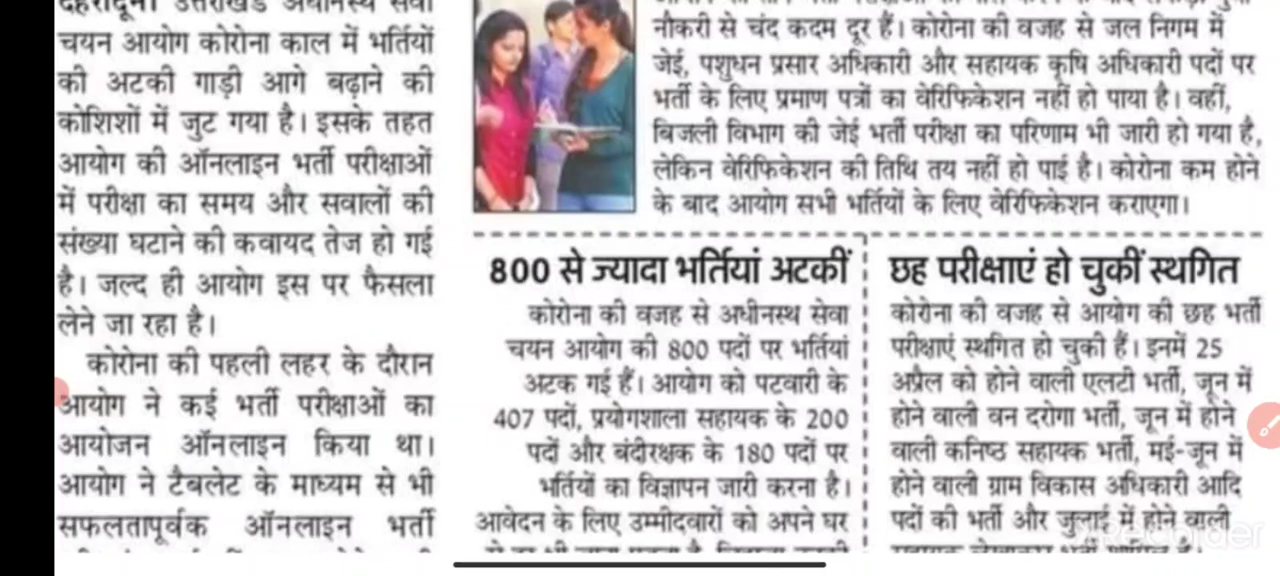 देहरादून। उत्तराखंड अधीनस्थ सेवा
चयन आयोग कोरोना काल में भर्तियों
की अटकी गाड़ी आगे बढ़ाने की
कोशिशों में जुट गया है। इसके तहत
आयोग की ऑनलाइन भर्ती परीक्षाओं
में परीक्षा का समय और सवालों की
संख्या घटाने की कवायद तेज हो गई
है। जल्द ही आयोग इस पर फैसला
लेने जा रहा है।
कोरोना की पहली लहर के दौरान
आयोग ने कई भर्ती परीक्षाओं का
आयोजन ऑनलाइन किया था।
आयोग ने टैबलेट के माध्यम से भी
सफलतापूर्वक ऑनलाइन भर्ती
नौकरी से चंद कदम दूर हैं। कोरोना की वजह से जल निगम में
जेई, पशुधन प्रसार अधिकारी और सहायक कृषि अधिकारी पदों पर
भर्ती के लिए प्रमाण पत्रों का वेरिफिकेशन नहीं हो पाया है। वहीं,
बिजली विभाग की जेई भर्ती परीक्षा का परिणाम भी जारी हो गया है,
लेकिन वेरिफिकेशन की तिथि तय नहीं हो पाई है। कोरोना कम होने
के बाद आयोग सभी भर्तियों के लिए वेरिफिकेशन कराएगा।
800 से ज्यादा भर्तियां अटकीं
कोरोना की वजह से अधीनस्थ सेवा
चयन आयोग की 800 पदों पर भर्तियां
अटक गई हैं। आयोग को पटवारी के
407 पदों, प्रयोगशाला सहायक के 200
पदों और बंदीरक्षक के 180 पदों पर
भर्तियों का विज्ञापन जारी करना है।
आवेदन के लिए उम्मीदवारों को अपने घर
छह परीक्षाएं हो चुकीं स्थगित
कोरोना की वजह से आयोग की छह भर्ती
परीक्षाएं स्थगित हो चुकी हैं। इनमें 25
अप्रैल को होने वाली एलटी भर्ती, जून में
होने वाली वन दरोगा भर्ती, जून में होने
वाली कनिष्ठ सहायक भर्ती, मई-जून में
होने वाली ग्राम विकास अधिकारी आदि
पदों की भर्ती और जुलाई में होने वाली